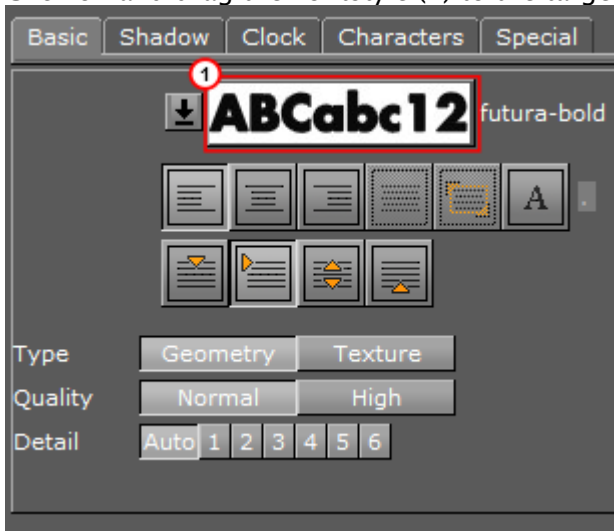 Basic Shadow Clock Characters Special
1
ABCabc12 futura-bold
A
Type Geometry Texture
Quality Normal High
Detail Auto 1 2 3 4 5 6